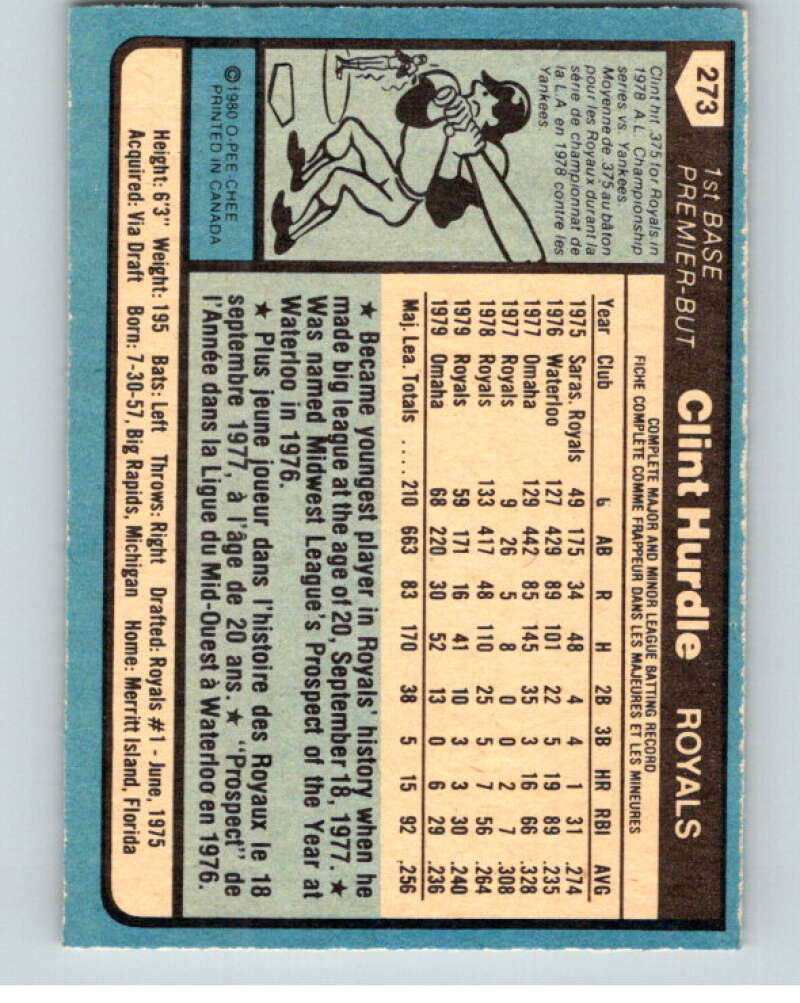 273
1st BASE
PREMIER-BUT
Clint Hurdle ROYALS
Clint hit .375 for Royals in
1978 A.L. Championship
series vs. Yankees.
Moyenne de .375 au bâton
pour les Royaux durant la
série de championnat de
la L.A en 1978 contre les
Yankees.
©1980 O-PEE-CHEE
PRINTED IN CANADA
COMPLETE MAJOR AND MINOR LEAGUE BATTING RECORD
FICHE COMPLÈTE COMME FRAPPEUR DANS LES MAJEURES ET LES MINEURES
Year Club G AB R H 2B 3B HR RBI AVG
1975 Saras. Royals 49 175 34 48 4 4 1 31 .274
1976 Waterloo 127 429 89 101 22 5 19 89 .235
1977 Omaha 129 442 85 145 35 3 16 66 .328
1977 Royals 9 26 5 8 0 0 2 7 .308
1978 Royals 133 417 48 110 25 5 7 56 .264
1979 Royals 59 171 16 41 10 3 3 30 .240
1979 Omaha 68 220 30 52 13 0 6 29 .236
Maj. Lea. Totals .... 210 663 83 170 38 5 15 92 .256
★ Became youngest player in Royals' history when he
made big league at the age of 20, September 18, 1977. ★
Was named Midwest League's Prospect of the Year at
Waterloo in 1976.
★ Plus jeune joueur dans l'histoire des Royaux le 18
septembre 1977, à l'âge de 20 ans. ★ "Prospect" de
l'Année dans la Ligue du Mid-Ouest à Waterloo en 1976.
Height: 6'3" Weight: 195 Bats: Left Throws: Right Drafted: Royals #1 - June, 1975
Acquired: Via Draft Born: 7-30-57, Big Rapids, Michigan Home: Merritt Island, Florida